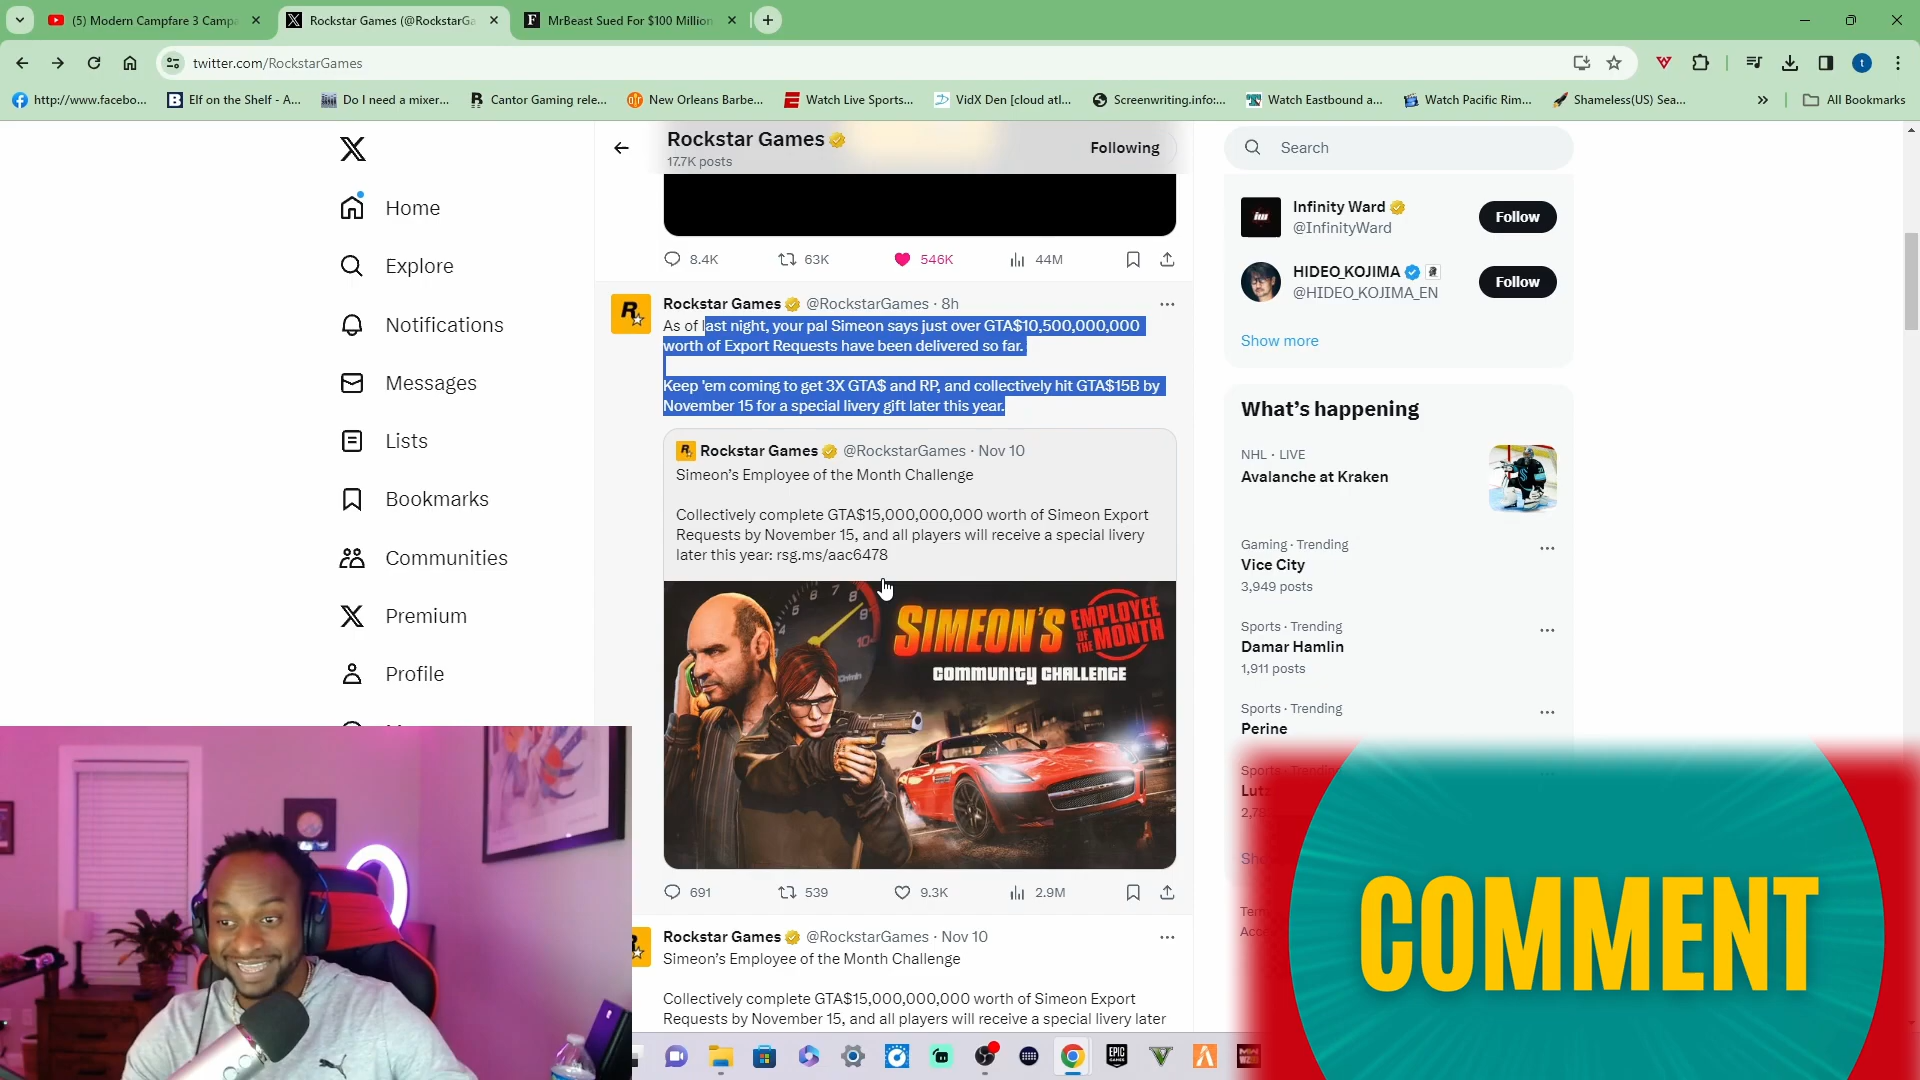 (5) Modern Campfare 3 Campa
Rockstar Games (@RockstarGa
MrBeast Sued For $100 Million
twitter.com/RockstarGames
http://www.facebo...
Elf on the Shelf - A...
Do I need a mixer...
Cantor Gaming rele...
New Orleans Barbe...
Watch Live Sports...
VidX Den [cloud atl...
Screenwriting.info:...
Watch Eastbound a...
Watch Pacific Rim...
Shameless(US) Sea...
All Bookmarks
Home
Explore
Notifications
Messages
Lists
Bookmarks
Communities
Premium
Profile
Rockstar Games
17.7K posts
Following
8.4K
63K
546K
44M
Rockstar Games @RockstarGames · 8h
As of last night, your pal Simeon says just over GTA$10,500,000,000
worth of Export Requests have been delivered so far.
Keep 'em coming to get 3X GTA$ and RP, and collectively hit GTA$15B by
November 15 for a special livery gift later this year.
Rockstar Games @RockstarGames · Nov 10
Simeon’s Employee of the Month Challenge
Collectively complete GTA$15,000,000,000 worth of Simeon Export
Requests by November 15, and all players will receive a special livery
later this year: rsg.ms/aac6478
SIMEON'S
EMPLOYEE
OF THE
MONTH
COMMUNITY CHALLENGE
691
539
9.3K
2.9M
Rockstar Games @RockstarGames · Nov 10
Simeon’s Employee of the Month Challenge
Collectively complete GTA$15,000,000,000 worth of Simeon Export
Requests by November 15, and all players will receive a special livery later
Search
Infinity Ward
@InfinityWard
Follow
HIDEO_KOJIMA
@HIDEO_KOJIMA_EN
Follow
Show more
What’s happening
NHL · LIVE
Avalanche at Kraken
Gaming · Trending
Vice City
3,949 posts
Sports · Trending
Damar Hamlin
1,911 posts
Sports · Trending
Perine
Sports · Trending
Lutz
COMMENT